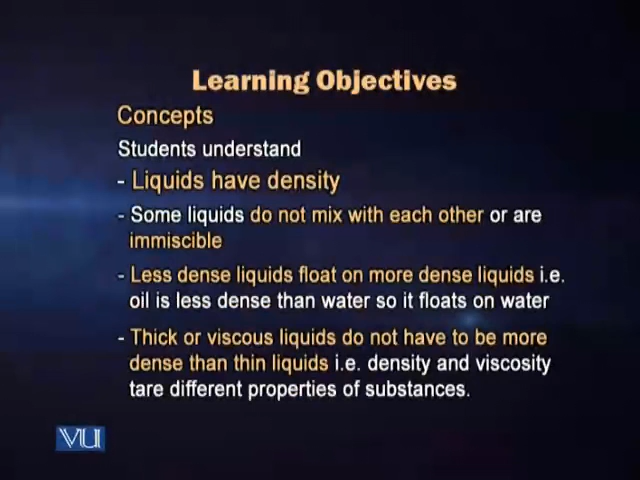 Learning Objectives
Concepts
Students understand
- Liquids have density
- Some liquids do not mix with each other or are
immiscible
- Less dense liquids float on more dense liquids i.e.
oil is less dense than water so it floats on water
- Thick or viscous liquids do not have to be more
dense than thin liquids i.e. density and viscosity
tare different properties of substances.
VU